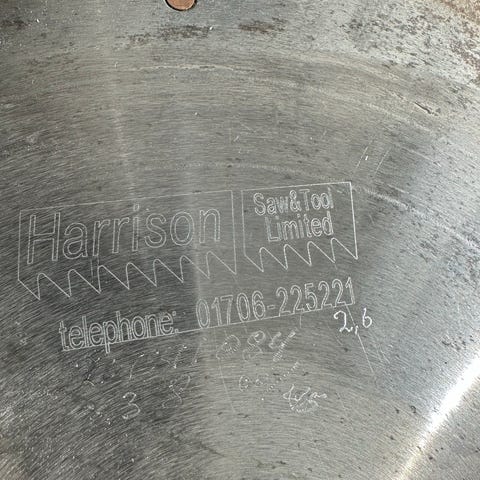 Harrison
Saw&Tool
Limited
telephone: 01706-225221
2,6